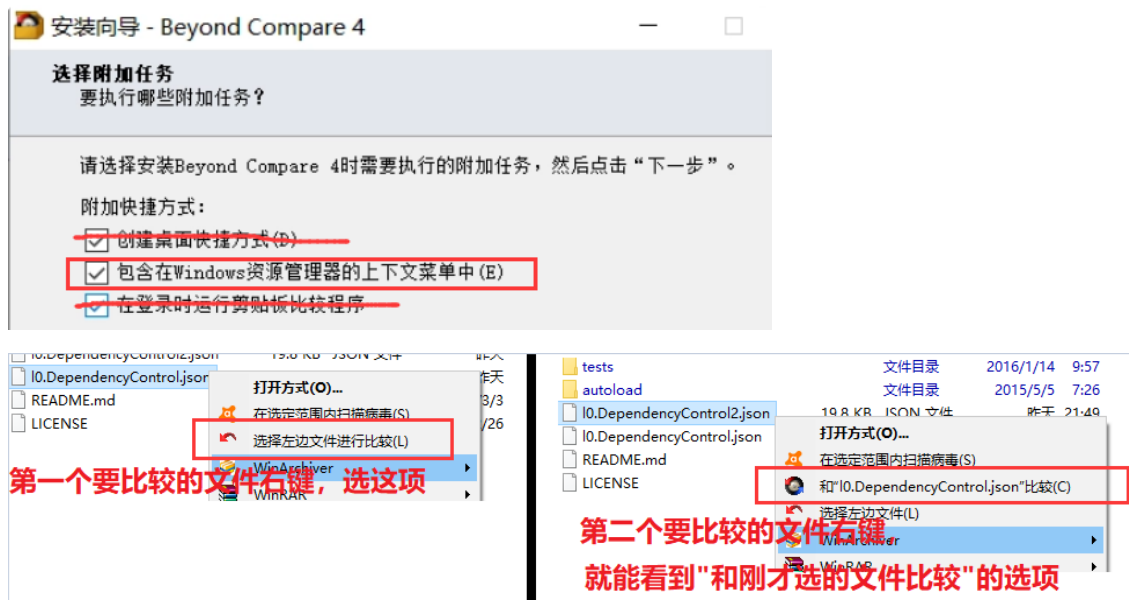 安装向导 - Beyond Compare 4
选择附加任务
要执行哪些附加任务？
请选择安装Beyond Compare 4时需要执行的附加任务，然后点击“下一步”。
附加快捷方式：
创建桌面快捷方式(D)
包含在Windows资源管理器的上下文菜单中(E)
在登录时运行剪贴板比较程序
l0.DependencyControl2.json 19.8 KB JSON 文件 昨天
l0.DependencyControl.json 昨天
README.md /3/3
LICENSE /26
打开方式(O)...
在选定范围内扫描病毒(S)
选择左边文件进行比较(L)
WinArchiver
WinRAR
第一个要比较的文件右键，选这项
tests 文件目录 2016/1/14 9:57
autoload 文件目录 2015/5/5 7:26
l0.DependencyControl2.json 19.8 KB JSON 文件 昨天 21:49
l0.DependencyControl.json
README.md
LICENSE
打开方式(O)...
在选定范围内扫描病毒(S)
和“l0.DependencyControl.json”比较(C)
选择左边文件(L)
WinArchiver
WinRAR
第二个要比较的文件右键，
就能看到"和刚才选的文件比较"的选项